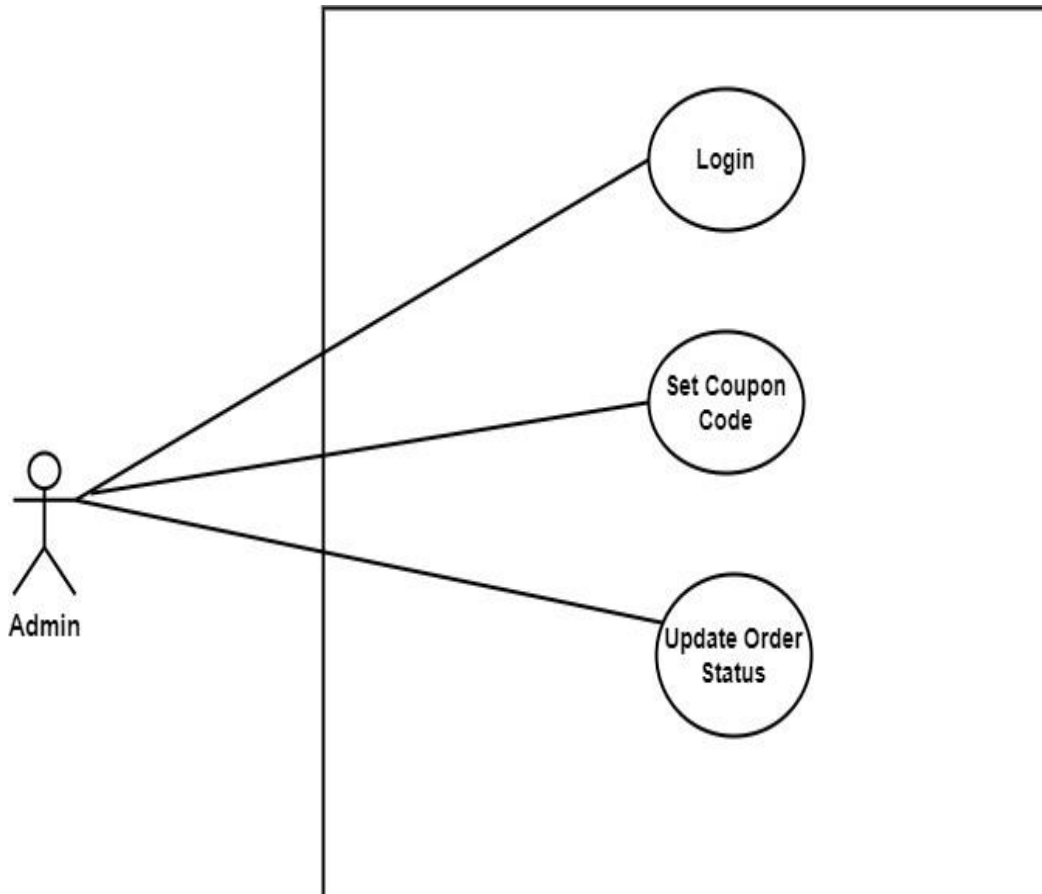 Login
Set Coupon
Code
Admin
Update Order
Status